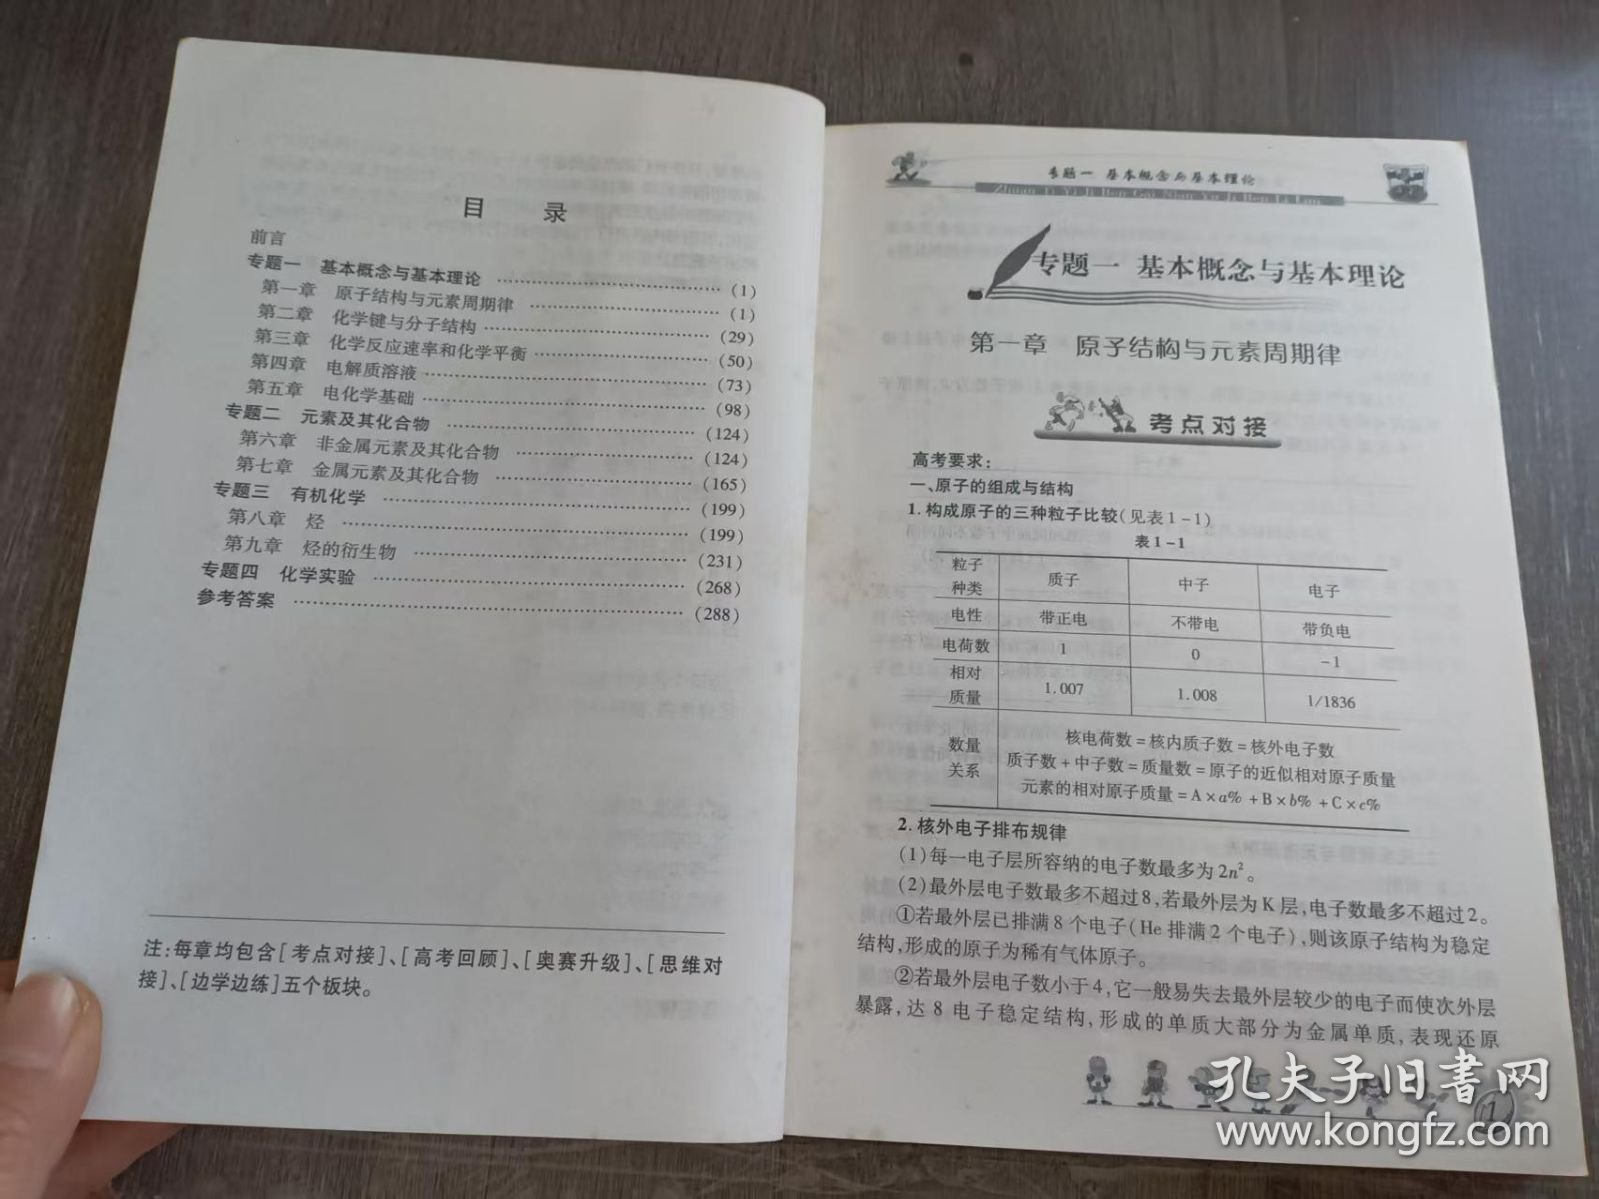 目 录
前言
专题一 基本概念与基本理论 ……………………… (1)
第一章 原子结构与元素周期律 ……………………… (1)
第二章 化学键与分子结构 ……………………… (29)
第三章 化学反应速率和化学平衡 ……………………… (50)
第四章 电解质溶液 ……………………… (73)
第五章 电化学基础 ……………………… (98)
专题二 元素及其化合物 ……………………… (124)
第六章 非金属元素及其化合物 ……………………… (124)
第七章 金属元素及其化合物 ……………………… (165)
专题三 有机化学 ……………………… (199)
第八章 烃 ……………………… (199)
第九章 烃的衍生物 ……………………… (231)
专题四 化学实验 ……………………… (268)
参考答案 ……………………… (288)
注:每章均包含[考点对接]、[高考回顾]、[奥赛升级]、[思维对
接]、[边学边练]五个板块。
专题一 基本概念与基本理论
Zhuan Ti Yi Ji Ben Gai Nian Yu Ji Ben Li Lun
专题一 基本概念与基本理论
第一章 原子结构与元素周期律
考点对接
高考要求:
一、原子的组成与结构
1.构成原子的三种粒子比较(见表1-1)
表1-1
粒子种类 质子 中子 电子
电性 带正电 不带电 带负电
电荷数 1 0 -1
相对质量 1.007 1.008 1/1836
数量关系 核电荷数=核内质子数=核外电子数
质子数+中子数=质量数=原子的近似相对原子质量
元素的相对原子质量=A×a%+B×b%+C×c%
2.核外电子排布规律
(1)每一电子层所容纳的电子数最多为2n²。
(2)最外层电子数最多不超过8,若最外层为K层,电子数最多不超过2。
①若最外层已排满8个电子(He排满2个电子),则该原子结构为稳定
结构,形成的原子为稀有气体原子。
②若最外层电子数小于4,它一般易失去最外层较少的电子而使次外层
暴露,达8电子稳定结构,形成的单质大部分为金属单质,表现还原
1
孔夫子旧书网
www.kongfz.com